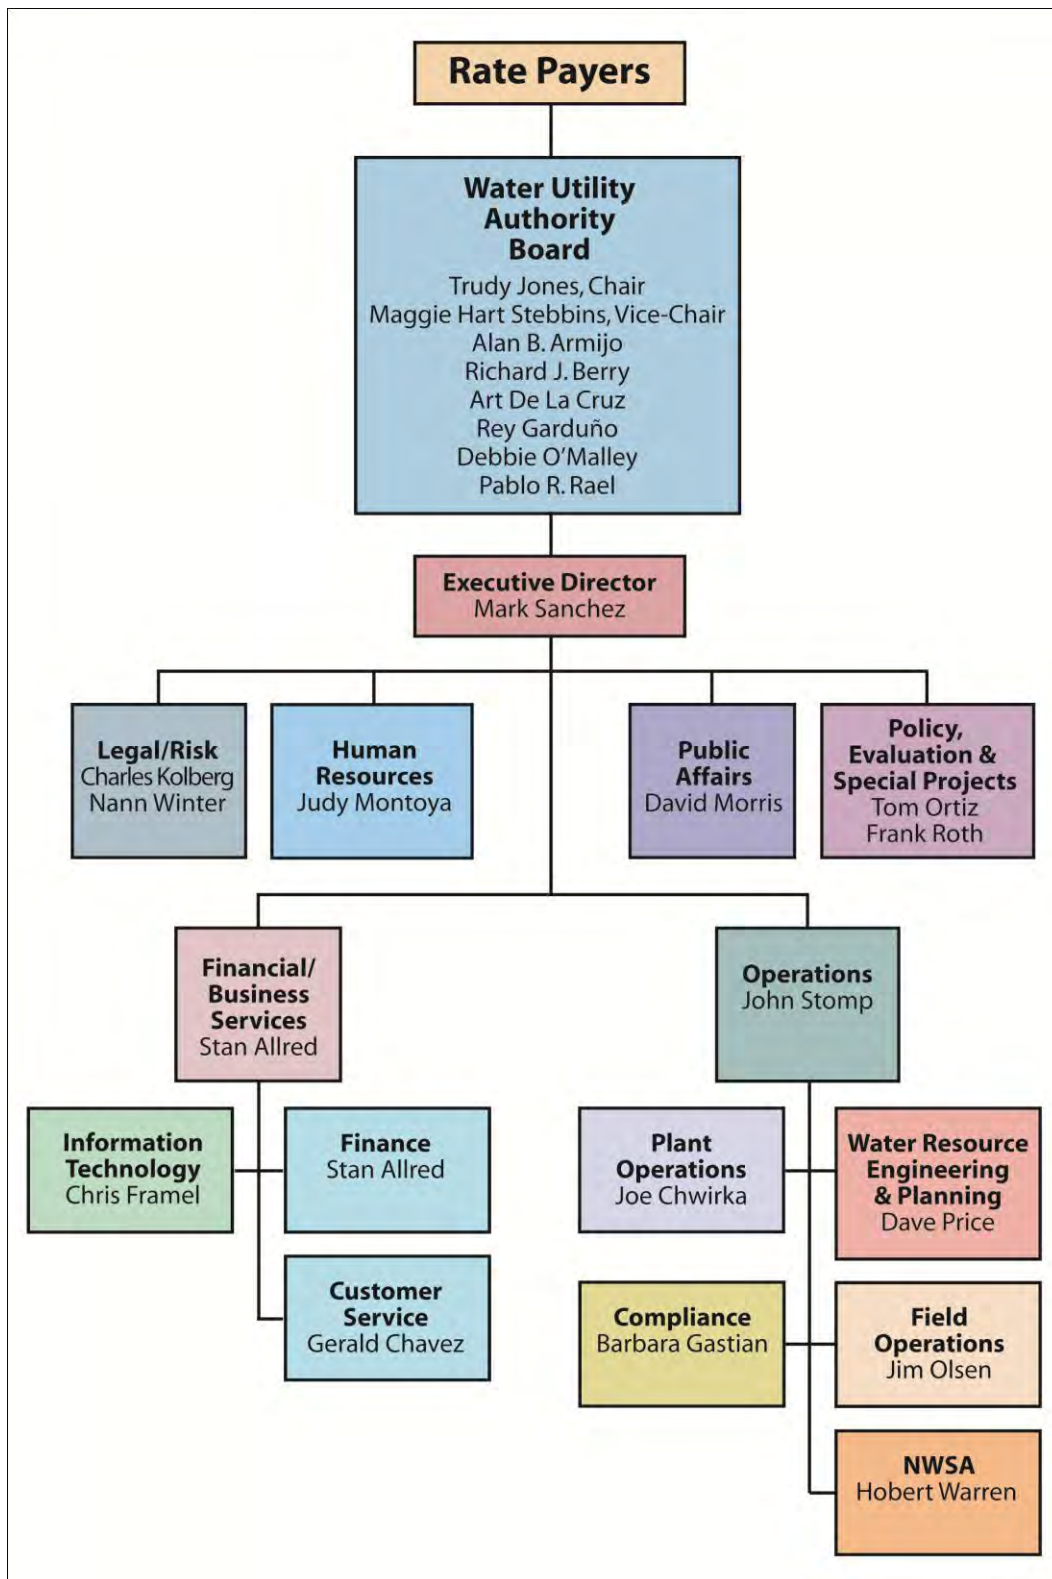 Rate Payers
Water Utility
Authority
Board
Trudy Jones, Chair
Maggie Hart Stebbins, Vice-Chair
Alan B. Armijo
Richard J. Berry
Art De La Cruz
Rey Garduño
Debbie O'Malley
Pablo R. Rael
Executive Director
Mark Sanchez
Legal/Risk
Charles Kolberg
Nann Winter
Human
Resources
Judy Montoya
Public
Affairs
David Morris
Policy,
Evaluation &
Special Projects
Tom Ortiz
Frank Roth
Financial/
Business
Services
Stan Allred
Operations
John Stomp
Information
Technology
Chris Framel
Finance
Stan Allred
Plant
Operations
Joe Chwirka
Water Resource
Engineering
& Planning
Dave Price
Customer
Service
Gerald Chavez
Compliance
Barbara Gastian
Field
Operations
Jim Olsen
NWSA
Hobert Warren